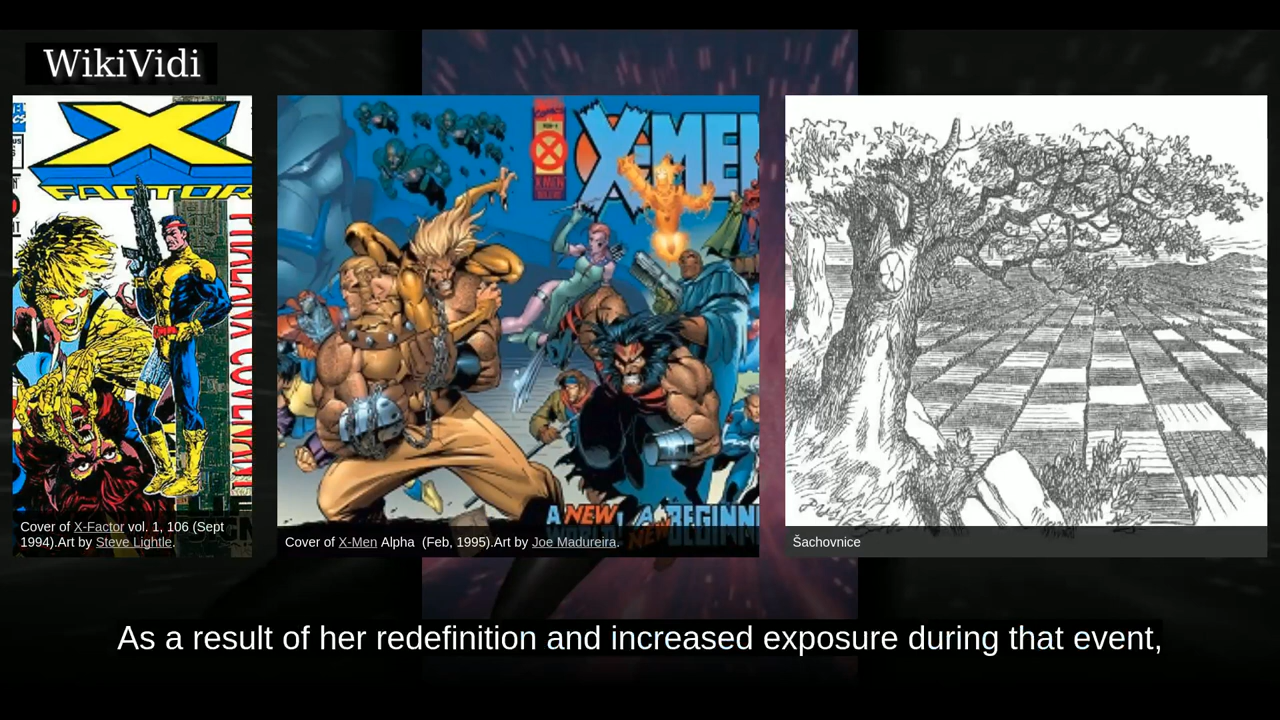 WikiVidi
X
FACTOR
X-MEN
A NEW BEGINNI
Cover of X-Factor vol. 1, 106 (Sept
1994).Art by Steve Lightle.
Cover of X-Men Alpha (Feb, 1995).Art by Joe Madureira.
Šachovnice
As a result of her redefinition and increased exposure during that event,